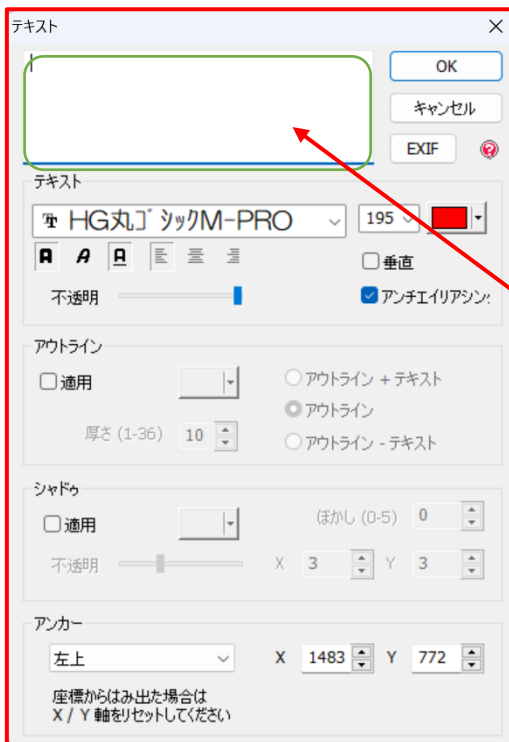 テキスト
OK
キャンセル
EXIF
テキスト
HG丸ゴシックM-PRO 195
A A A 垂直
不透明 アンチエイリアシング
アウトライン
適用 アウトライン + テキスト
アウトライン
厚さ (1-36) 10 アウトライン - テキスト
シャドゥ
適用 ぼかし (0-5) 0
不透明 X 3 Y 3
アンカー
左上 X 1483 Y 772
座標からはみ出た場合は
X / Y 軸をリセットしてください